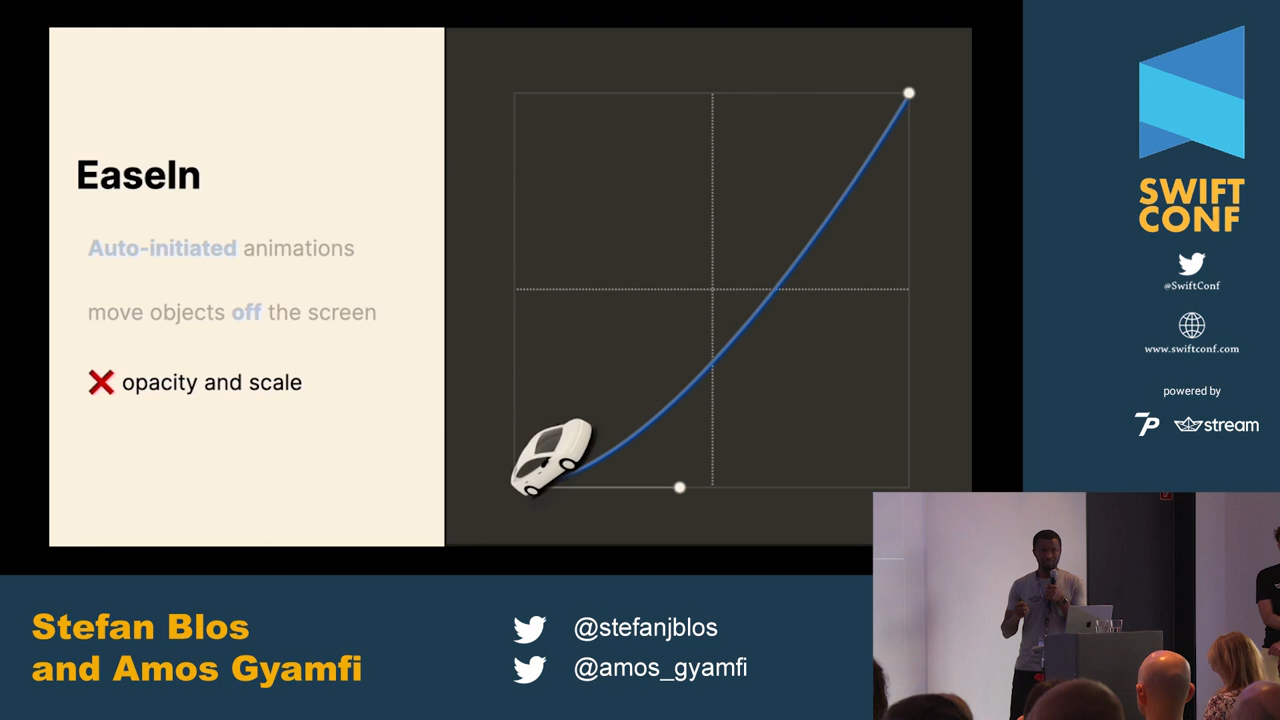 EaseIn
Auto-initiated animations
move objects off the screen
❌ opacity and scale
SWIFT
CONF
@SwiftConf
www.swiftconf.com
powered by
7P
stream
Stefan Blos
and Amos Gyamfi
@stefanjblos
@amos_gyamfi